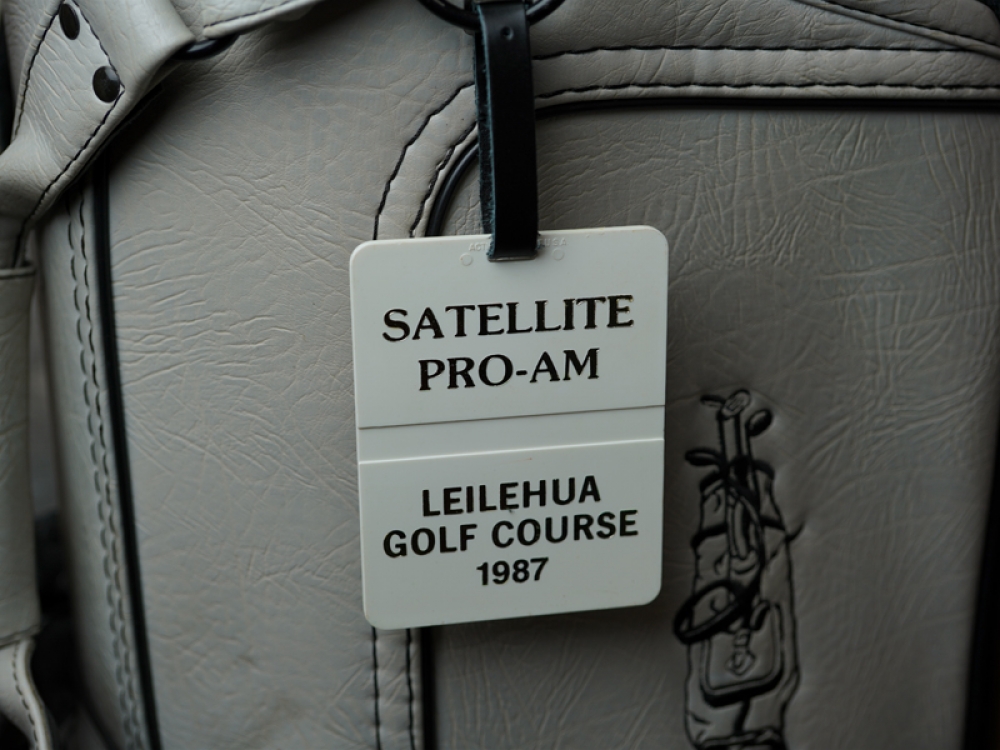 SATELLITE
PRO-AM
LEILEHUA
GOLF COURSE
1987